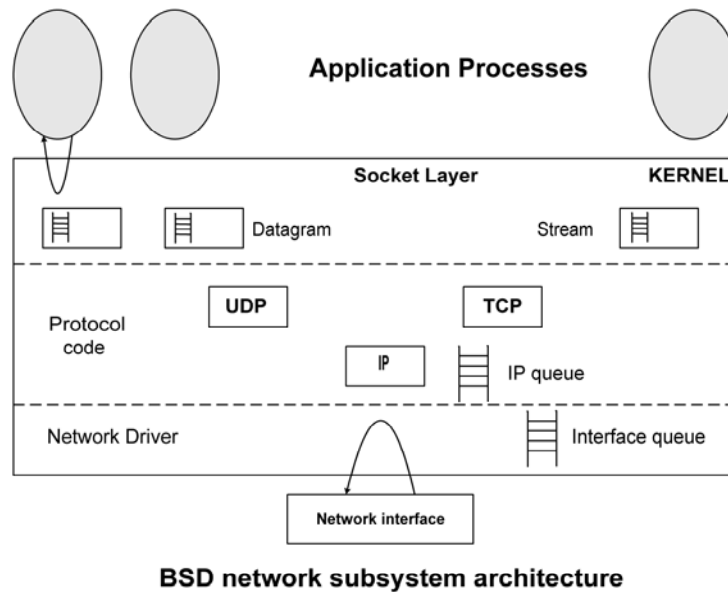 Application Processes
Socket Layer
KERNEL
Datagram
Stream
UDP
TCP
Protocol
code
IP
IP queue
Network Driver
Interface queue
Network interface
BSD network subsystem architecture